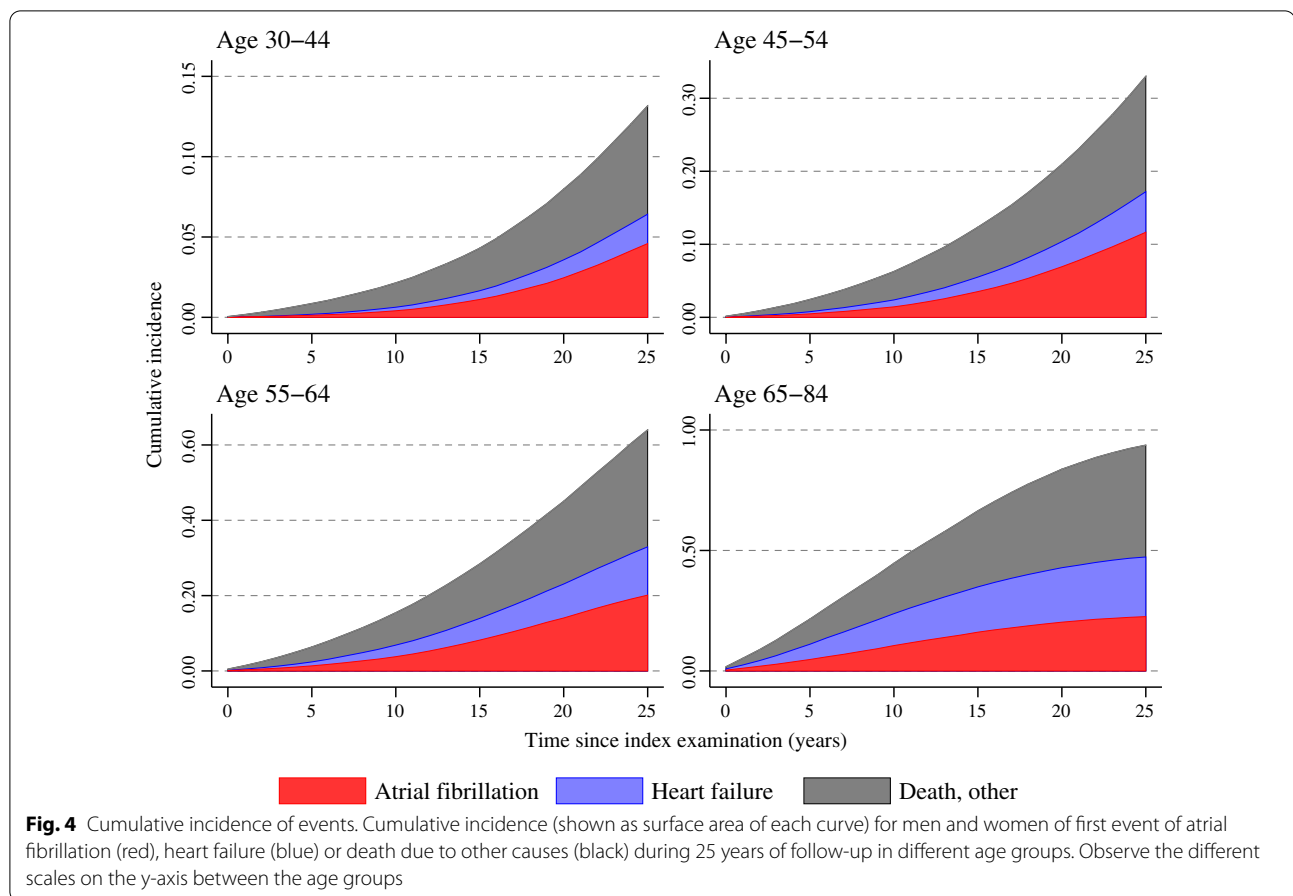 Age 30–44
Age 45–54
Cumulative incidence
0.15
0.10
0.05
0.00
0.30
0.20
0.10
0.00
0 5 10 15 20 25
0 5 10 15 20 25
Age 55–64
Age 65–84
0.60
0.40
0.20
0.00
1.00
0.50
0.00
0 5 10 15 20 25
0 5 10 15 20 25
Time since index examination (years)
Atrial fibrillation Heart failure Death, other
Fig. 4 Cumulative incidence of events. Cumulative incidence (shown as surface area of each curve) for men and women of first event of atrial
fibrillation (red), heart failure (blue) or death due to other causes (black) during 25 years of follow-up in different age groups. Observe the different
scales on the y-axis between the age groups